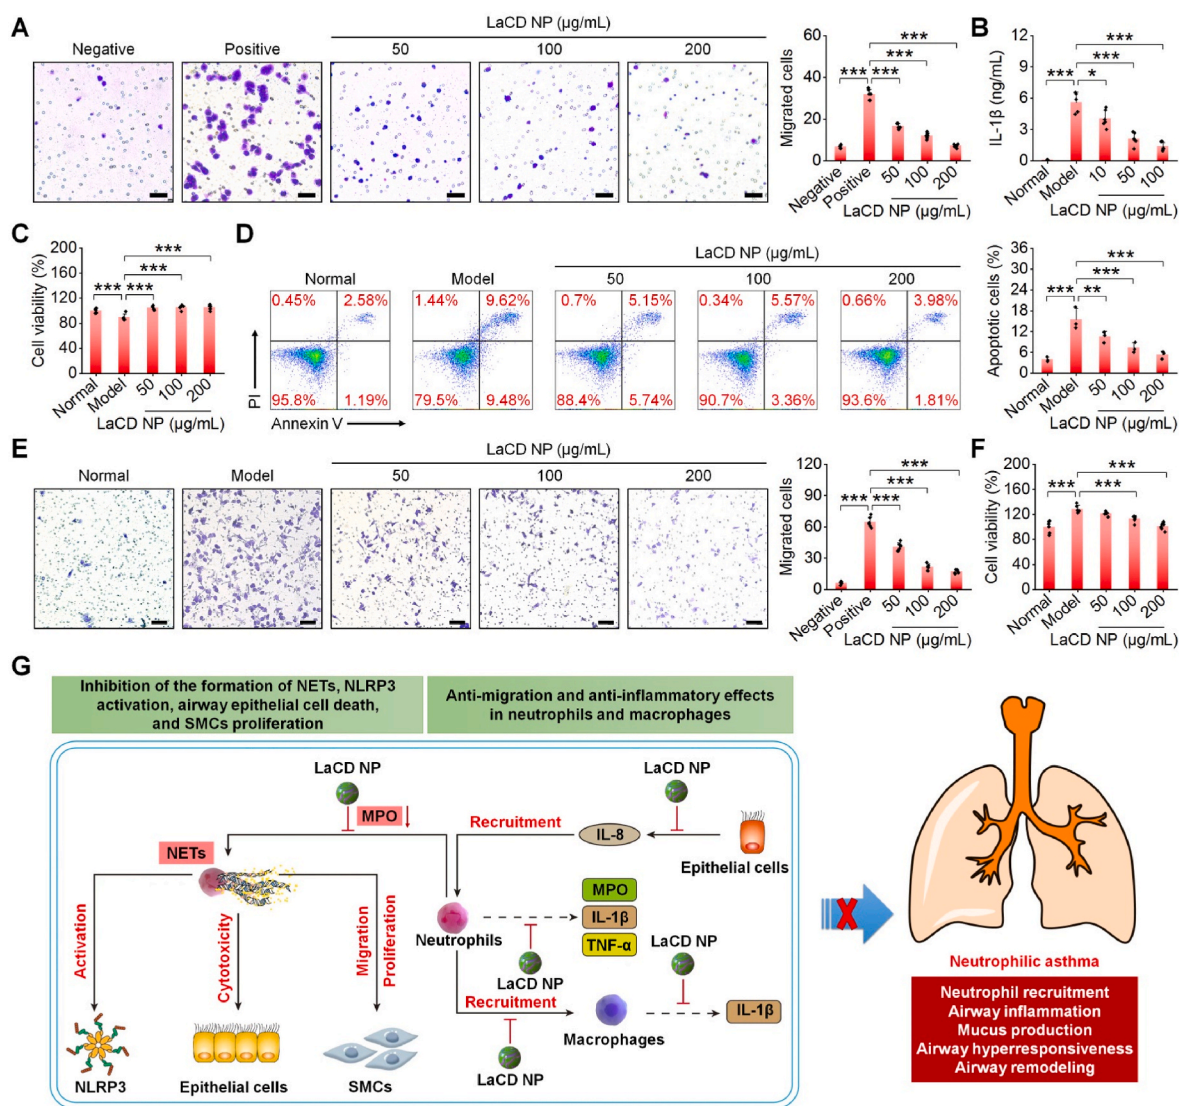 A
LaCD NP (µg/mL)
Negative
Positive
50
100
200
Migrated cells
60
40
20
0
***
***
***
***
Negative
Positive
50
100
200
LaCD NP (µg/mL)
B
IL-1β (ng/mL)
12
9
6
3
0
***
***
***
*
Normal
Model
10
50
100
LaCD NP (µg/mL)
C
Cell viability (%)
200
160
120
80
40
0
***
***
***
***
Normal
Model
50
100
200
LaCD NP (µg/mL)
D
LaCD NP (µg/mL)
Normal
Model
50
100
200
0.45%
2.58%
95.8%
1.19%
1.44%
9.62%
79.5%
9.48%
0.7%
5.15%
88.4%
5.74%
0.34%
5.57%
90.7%
3.36%
0.66%
3.98%
93.6%
1.81%
PI
Annexin V
Apoptotic cells (%)
36
30
24
18
12
6
0
***
***
***
**
Normal
Model
50
100
200
LaCD NP (µg/mL)
E
LaCD NP (µg/mL)
Normal
Model
50
100
200
Migrated cells
120
90
60
30
0
***
***
***
***
Negative
Positive
50
100
200
LaCD NP (µg/mL)
F
Cell viability (%)
200
160
120
80
40
0
***
***
***
Normal
Model
50
100
200
LaCD NP (µg/mL)
G
Inhibition of the formation of NETs, NLRP3
activation, airway epithelial cell death,
and SMCs proliferation
Anti-migration and anti-inflammatory effects
in neutrophils and macrophages
LaCD NP
MPO
NETs
Activation
Cytotoxicity
Migration
Proliferation
NLRP3
Epithelial cells
SMCs
LaCD NP
Recruitment
IL-8
Epithelial cells
Neutrophils
MPO
IL-1β
TNF-α
LaCD NP
LaCD NP
Recruitment
Macrophages
IL-1β
LaCD NP
X
Neutrophilic asthma
Neutrophil recruitment
Airway inflammation
Mucus production
Airway hyperresponsiveness
Airway remodeling